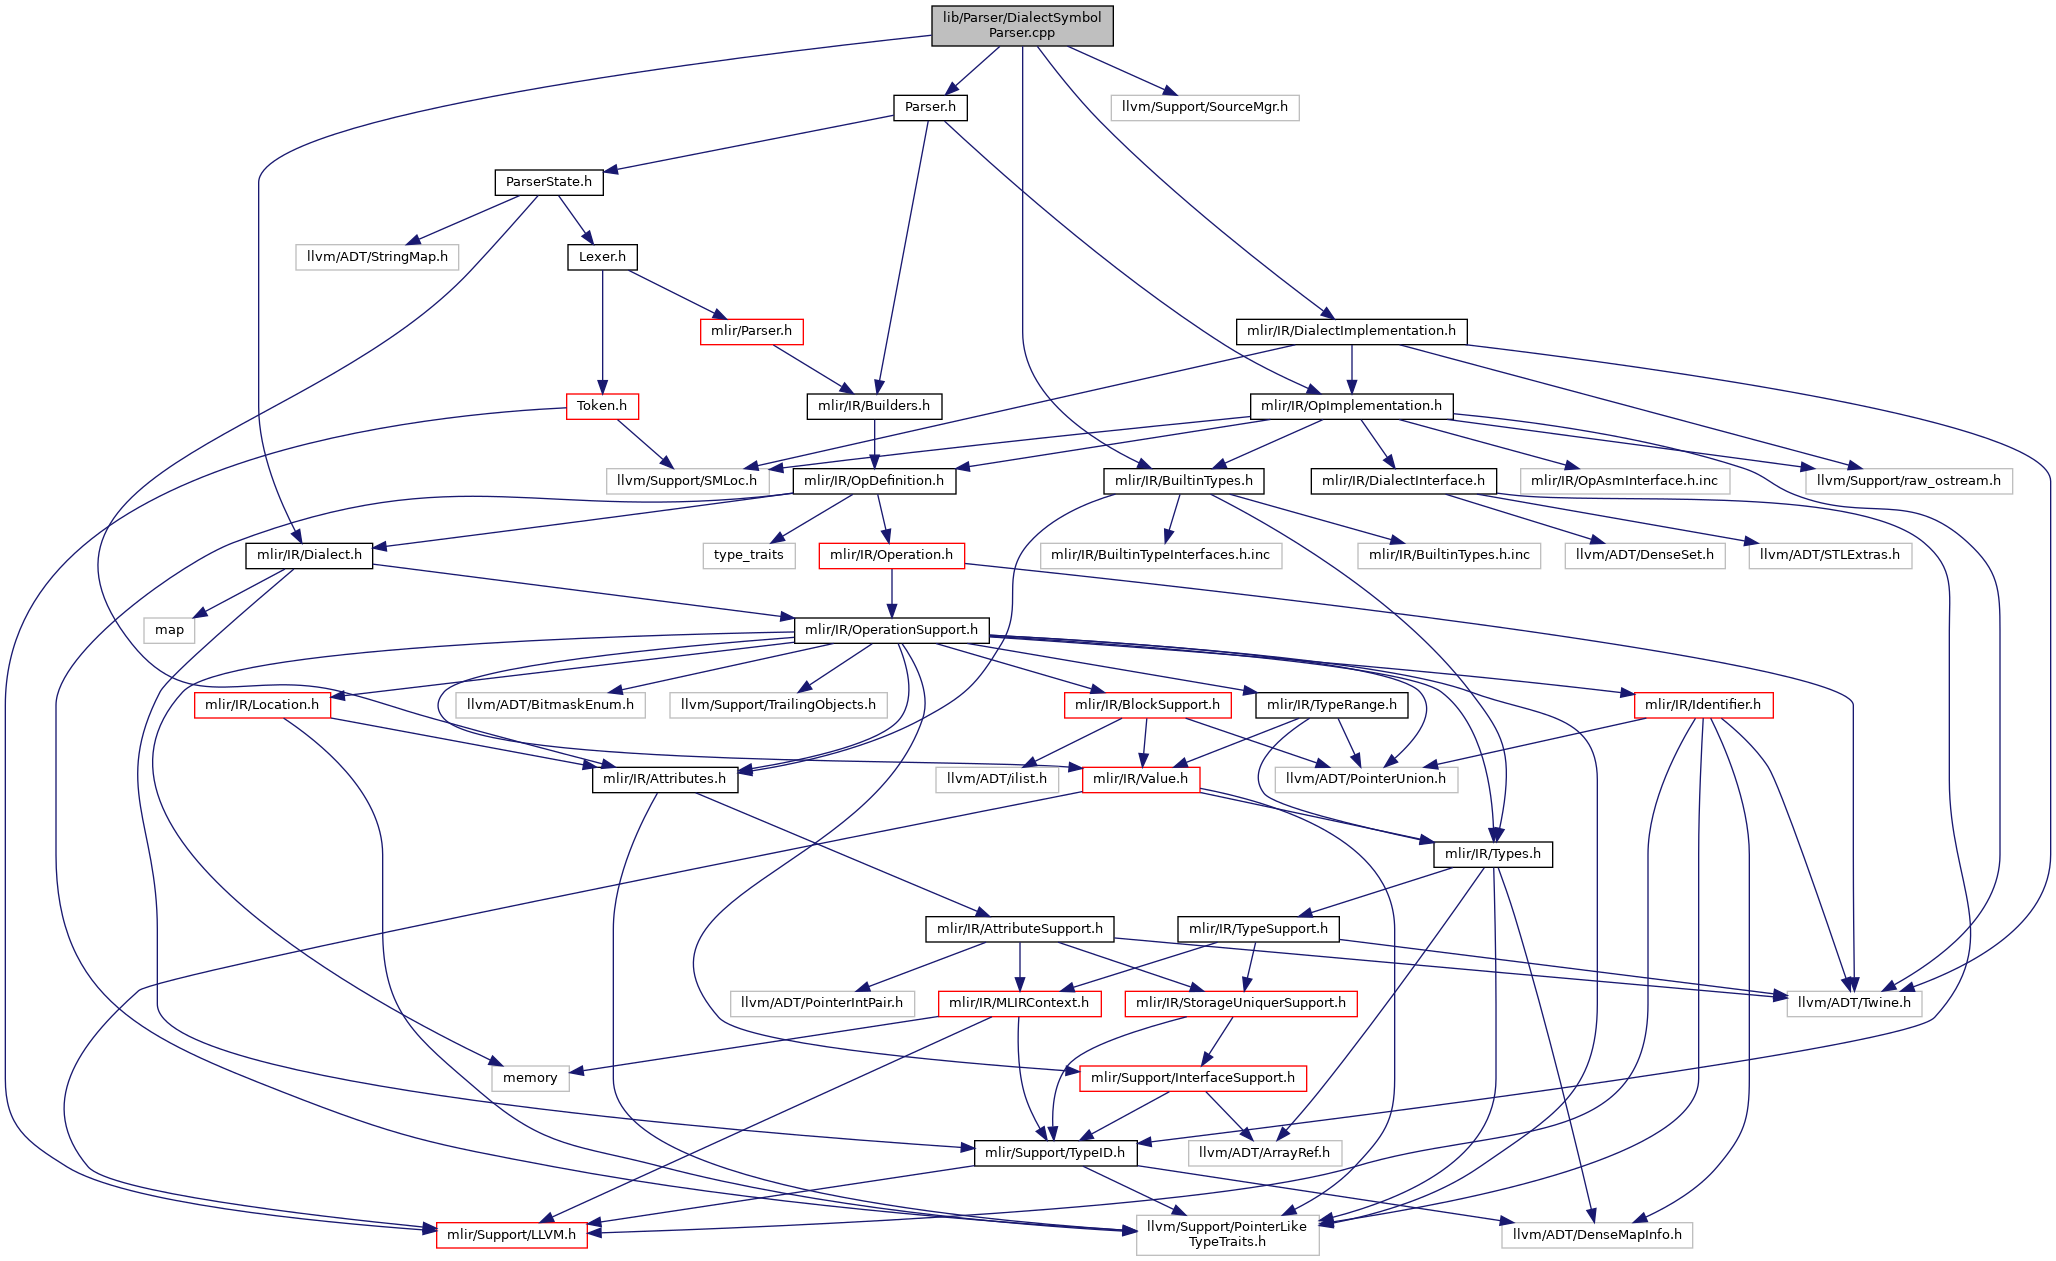 lib/Parser/DialectSymbol
Parser.cpp
Parser.h
llvm/Support/SourceMgr.h
ParserState.h
llvm/ADT/StringMap.h
Lexer.h
mlir/Parser.h
mlir/IR/DialectImplementation.h
Token.h
mlir/IR/Builders.h
mlir/IR/OpImplementation.h
llvm/Support/SMLoc.h
mlir/IR/OpDefinition.h
mlir/IR/BuiltinTypes.h
mlir/IR/DialectInterface.h
mlir/IR/OpAsmInterface.h.inc
llvm/Support/raw_ostream.h
mlir/IR/Dialect.h
type_traits
mlir/IR/Operation.h
mlir/IR/BuiltinTypeInterfaces.h.inc
mlir/IR/BuiltinTypes.h.inc
llvm/ADT/DenseSet.h
llvm/ADT/STLExtras.h
map
mlir/IR/OperationSupport.h
mlir/IR/Location.h
llvm/ADT/BitmaskEnum.h
llvm/Support/TrailingObjects.h
mlir/IR/BlockSupport.h
mlir/IR/TypeRange.h
mlir/IR/Identifier.h
mlir/IR/Attributes.h
llvm/ADT/ilist.h
mlir/IR/Value.h
llvm/ADT/PointerUnion.h
mlir/IR/Types.h
mlir/IR/AttributeSupport.h
mlir/IR/TypeSupport.h
llvm/ADT/PointerIntPair.h
mlir/IR/MLIRContext.h
mlir/IR/StorageUniquerSupport.h
llvm/ADT/Twine.h
memory
mlir/Support/InterfaceSupport.h
mlir/Support/TypeID.h
llvm/ADT/ArrayRef.h
mlir/Support/LLVM.h
llvm/Support/PointerLike
TypeTraits.h
llvm/ADT/DenseMapInfo.h